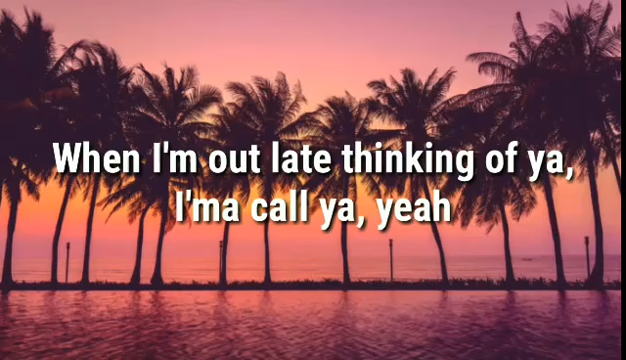 When I'm out late thinking of ya,
I'ma call ya, yeah